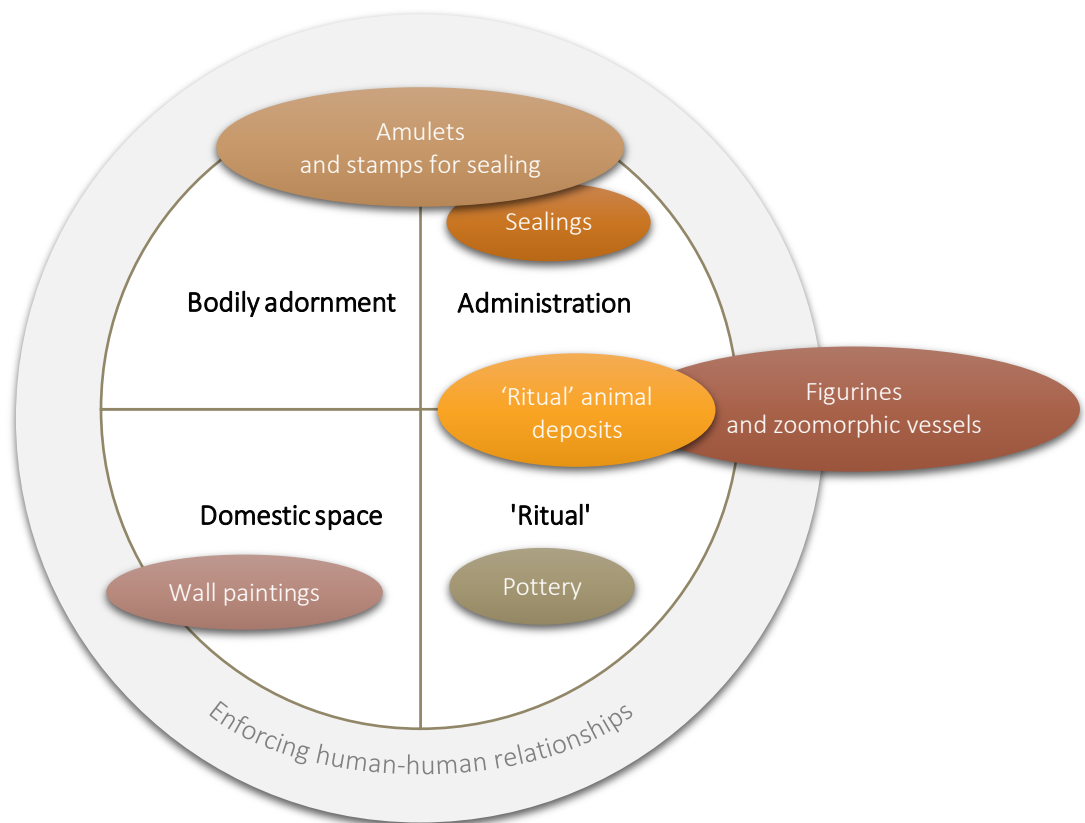 Amulets
and stamps for sealing
Sealings
Bodily adornment
Administration
‘Ritual’ animal
deposits
Figurines
and zoomorphic vessels
Domestic space
'Ritual'
Wall paintings
Pottery
Enforcing human-human relationships